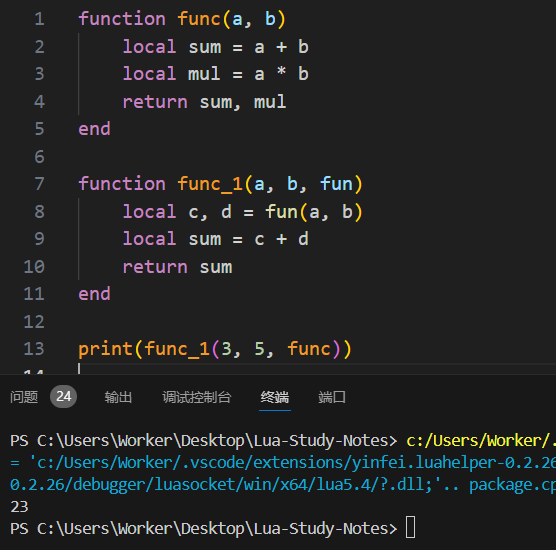 1 function func(a, b)
2 local sum = a + b
3 local mul = a * b
4 return sum, mul
5 end
6
7 function func_1(a, b, fun)
8 local c, d = fun(a, b)
9 local sum = c + d
10 return sum
11 end
12
13 print(func_1(3, 5, func))
14
问题 24 输出 调试控制台 终端 端口
PS C:\Users\Worker\Desktop\Lua-Study-Notes> c:/Users/Worker/.
= 'c:/Users/Worker/.vscode/extensions/yinfei.luahelper-0.2.26
0.2.26/debugger/luasocket/win/x64/lua5.4/?.dll;'.. package.cp
23
PS C:\Users\Worker\Desktop\Lua-Study-Notes>